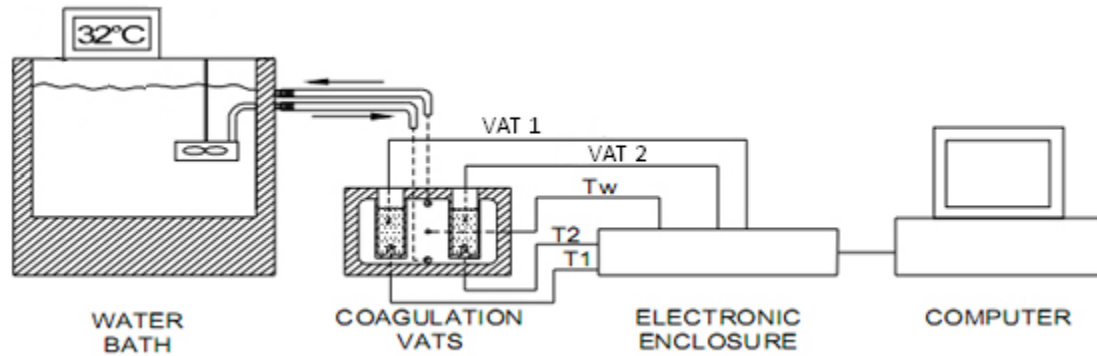 32°C
VAT 1
VAT 2
Tw
T2
T1
WATER
BATH
COAGULATION
VATS
ELECTRONIC
ENCLOSURE
COMPUTER